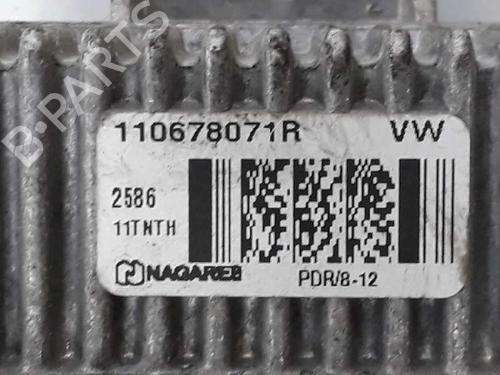 B-PARTS
110678071R VW
2586
11TNTH
NAGARES
PDR/8-12